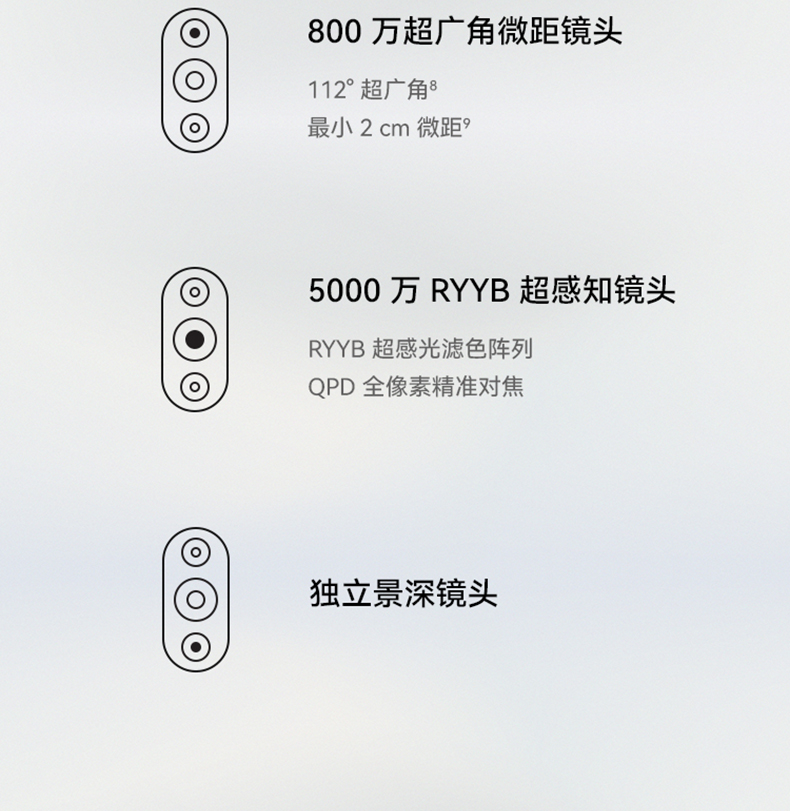 800 万超广角微距镜头
112° 超广角⁸
最小 2 cm 微距⁹
5000 万 RYYB 超感知镜头
RYYB 超感光滤色阵列
QPD 全像素精准对焦
独立景深镜头